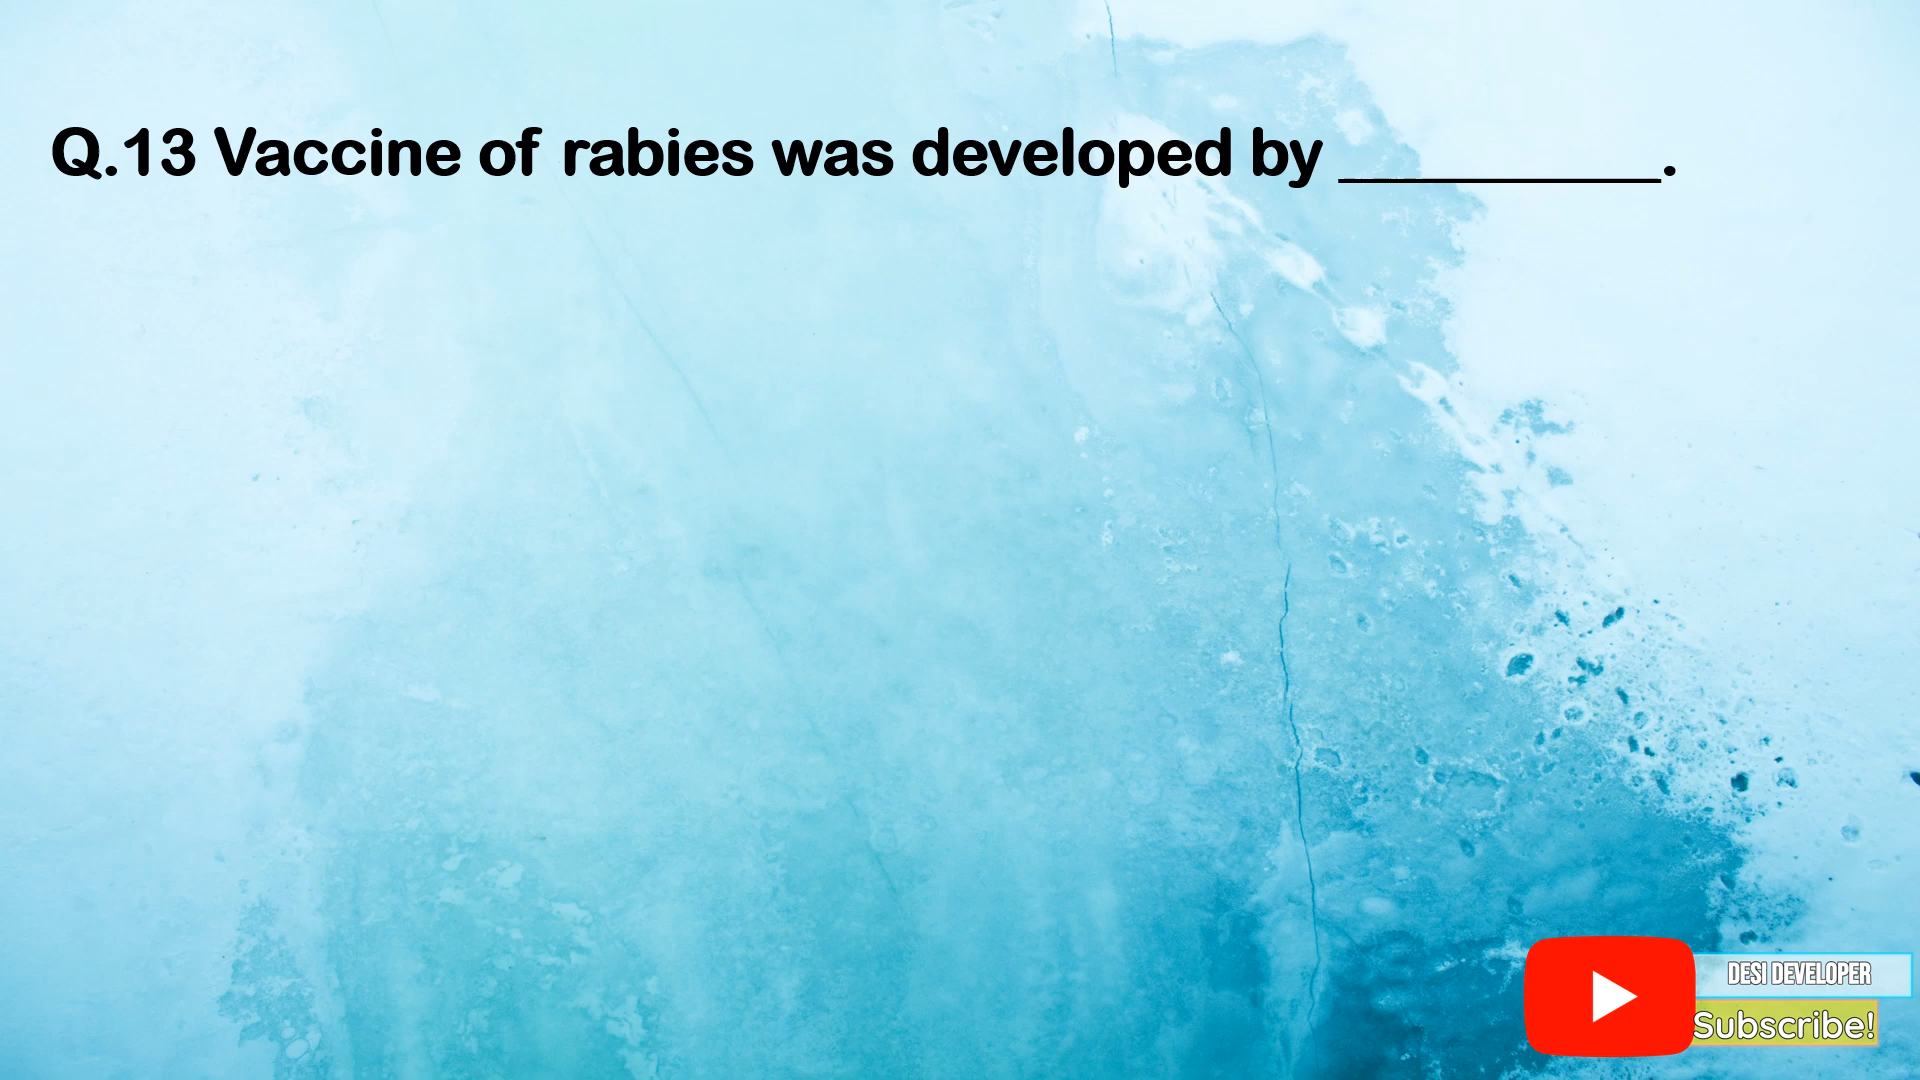 Q.13 Vaccine of rabies was developed by __________.
DESI DEVELOPER
Subscribe!